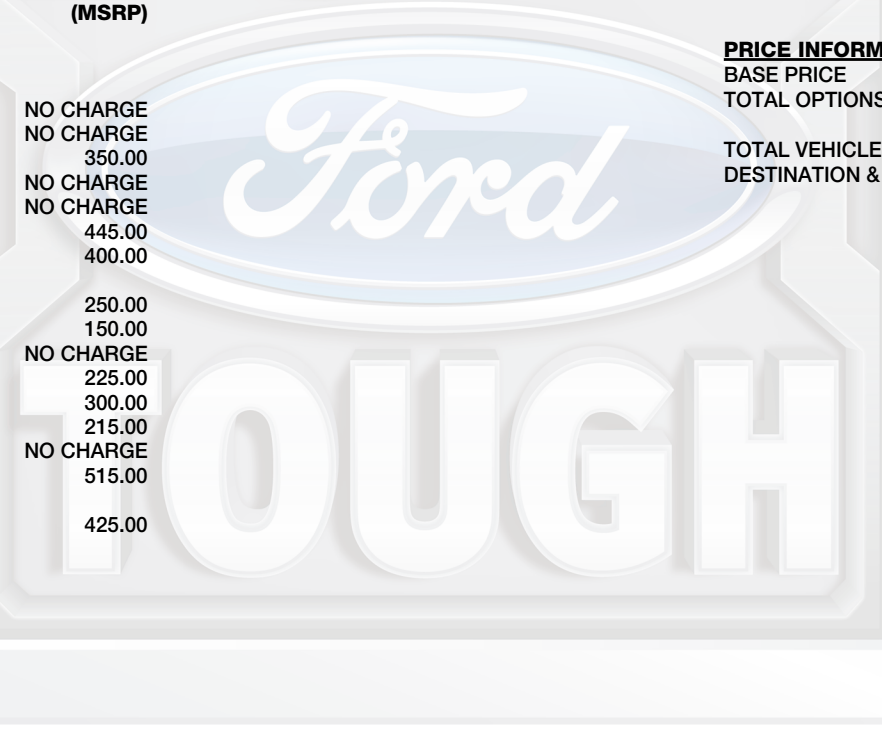 (MSRP)
NO CHARGE
NO CHARGE
350.00
NO CHARGE
NO CHARGE
445.00
400.00
250.00
150.00
NO CHARGE
225.00
300.00
215.00
NO CHARGE
515.00
425.00
PRICE INFORM
BASE PRICE
TOTAL OPTIONS
TOTAL VEHICLE
DESTINATION &
Ford
TOUGH